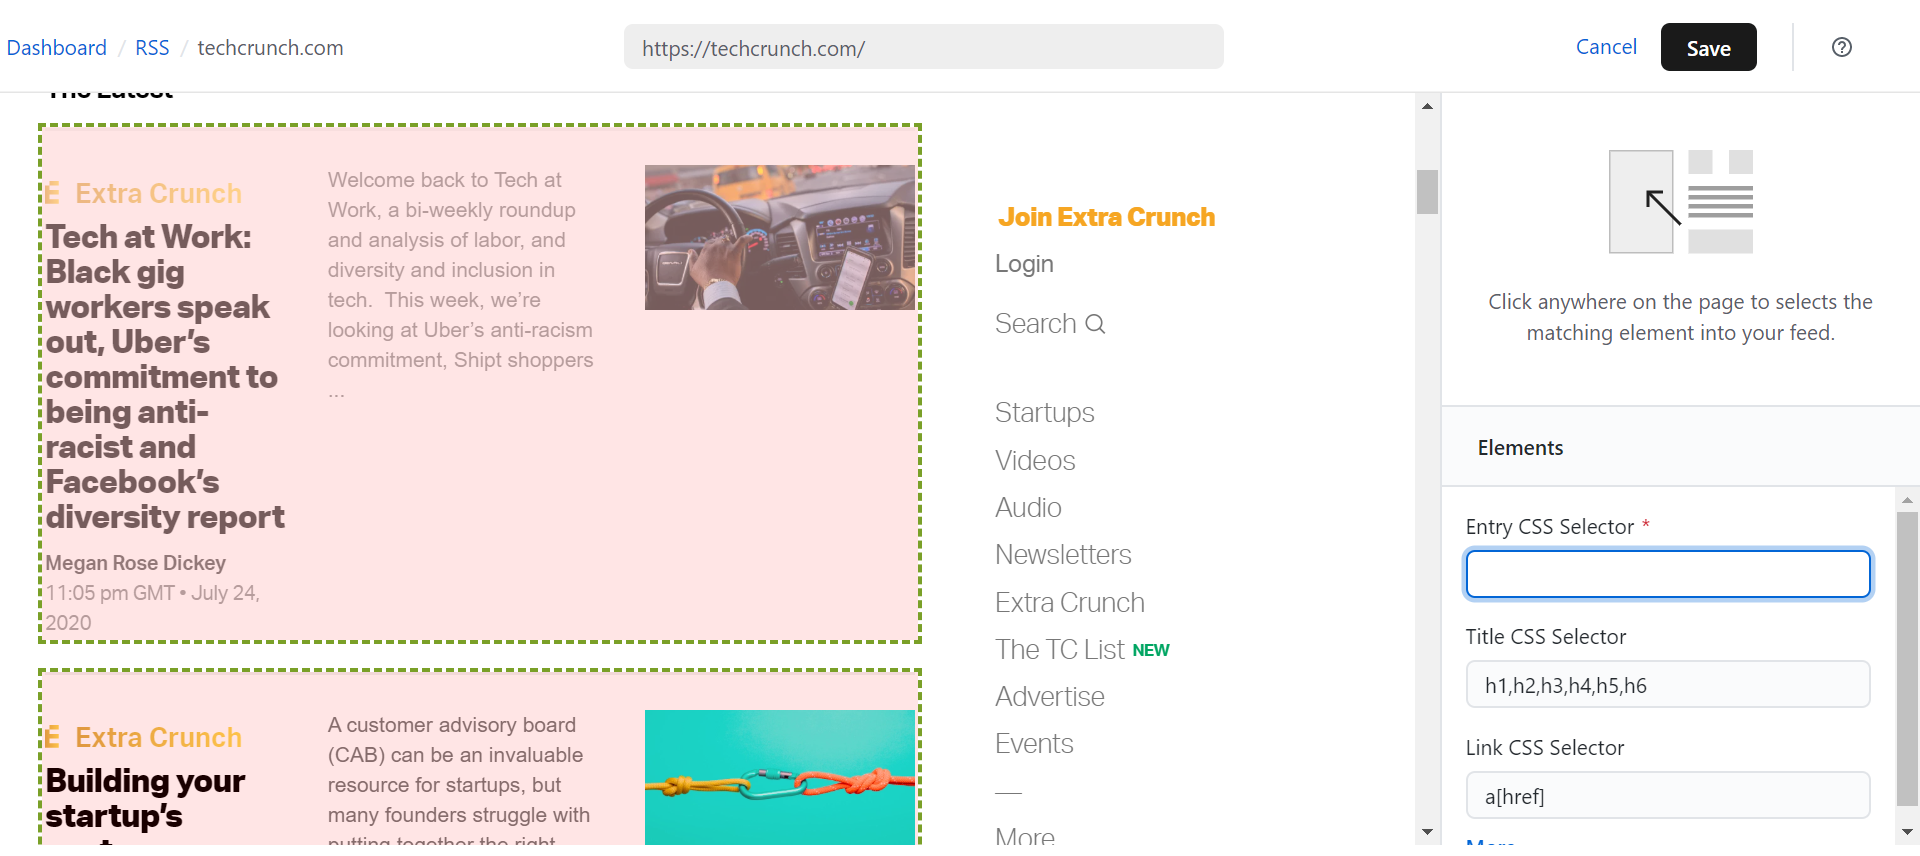 Dashboard / RSS / techcrunch.com
https://techcrunch.com/
Cancel
Save
The Latest
Extra Crunch
Tech at Work:
Black gig
workers speak
out, Uber’s
commitment to
being anti-
racist and
Facebook’s
diversity report
Megan Rose Dickey
11:05 pm GMT • July 24,
2020
Welcome back to Tech at
Work, a bi-weekly roundup
and analysis of labor, and
diversity and inclusion in
tech.  This week, we’re
looking at Uber’s anti-racism
commitment, Shipt shoppers
...
Extra Crunch
Building your
startup’s
A customer advisory board
(CAB) can be an invaluable
resource for startups, but
many founders struggle with
putting together the right
Join Extra Crunch
Login
Search
Startups
Videos
Audio
Newsletters
Extra Crunch
The TC List NEW
Advertise
Events
—
More
Click anywhere on the page to selects the
matching element into your feed.
Elements
Entry CSS Selector *
Title CSS Selector
h1,h2,h3,h4,h5,h6
Link CSS Selector
a[href]
More